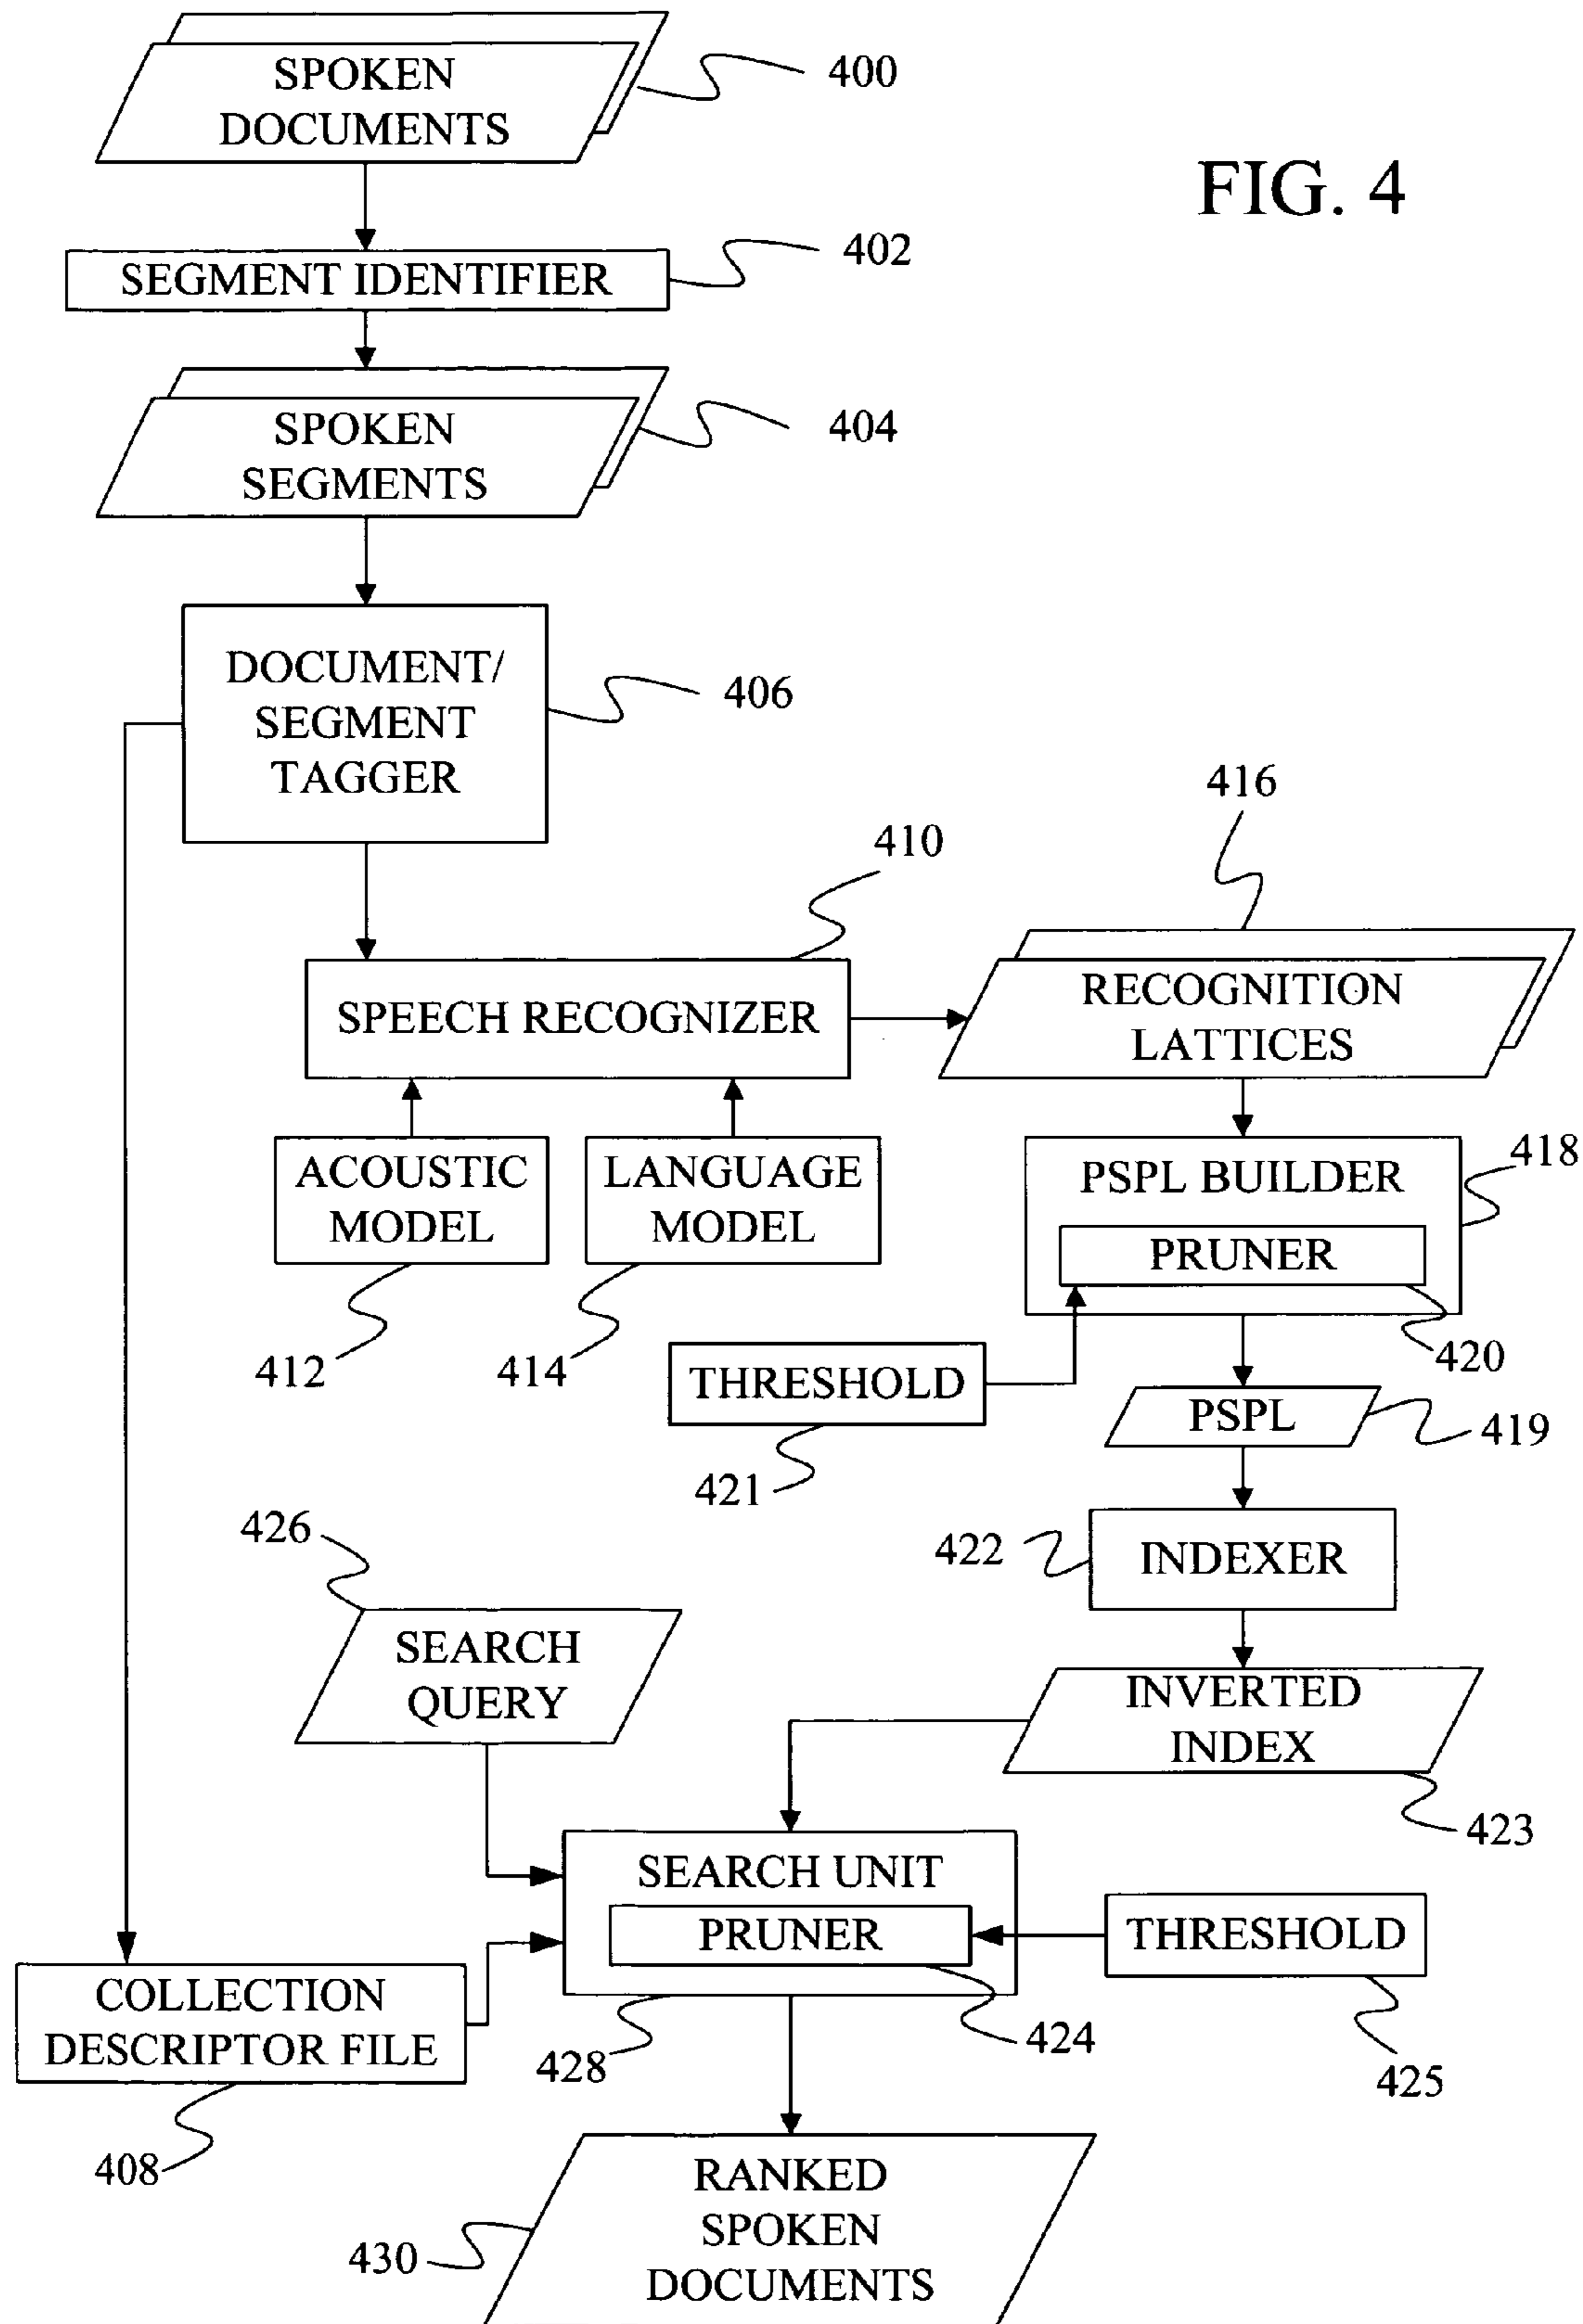 SPOKEN
DOCUMENTS
400
FIG. 4
SEGMENT IDENTIFIER
402
SPOKEN
SEGMENTS
404
DOCUMENT/
SEGMENT
TAGGER
406
416
410
SPEECH RECOGNIZER
RECOGNITION
LATTICES
ACOUSTIC
MODEL
LANGUAGE
MODEL
PSPL BUILDER
418
PRUNER
412
414
THRESHOLD
420
PSPL
419
421
426
422
INDEXER
SEARCH
QUERY
INVERTED
INDEX
423
SEARCH UNIT
PRUNER
THRESHOLD
COLLECTION
DESCRIPTOR FILE
428
424
425
408
RANKED
SPOKEN
DOCUMENTS
430